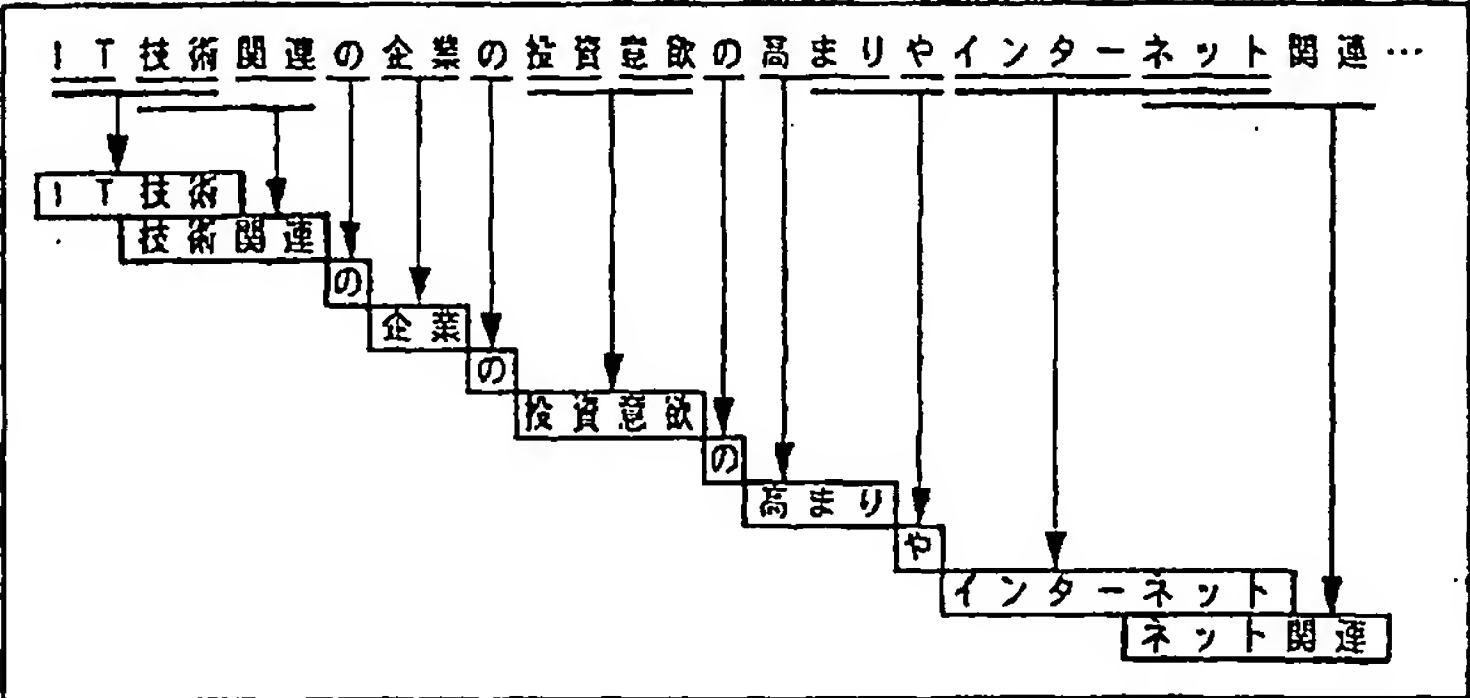 IT技術関連の企業の投資意欲の高まりやインターネット関連…
IT技術
技術関連
の
企業
の
投資意欲
の
高まり
や
インターネット
ネット関連